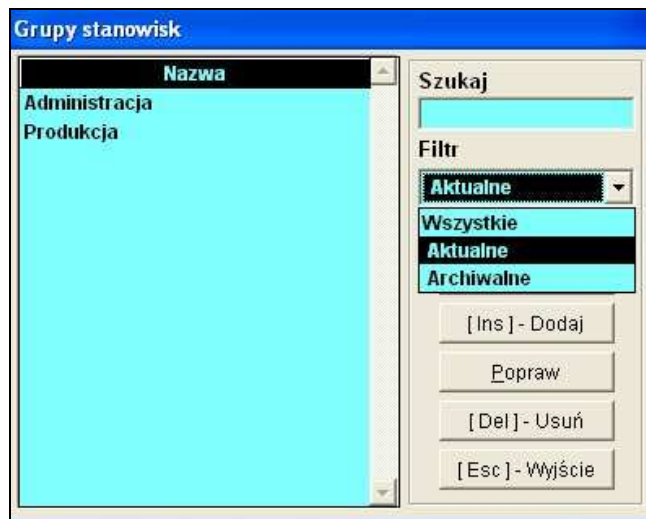 Grupy stanowisk
Nazwa
Administracja
Produkcja
Szukaj
Filtr
Aktualne
Wszystkie
Aktualne
Archiwalne
[ Ins ] - Dodaj
Popraw
[ Del ] - Usuń
[ Esc ] - Wyjście